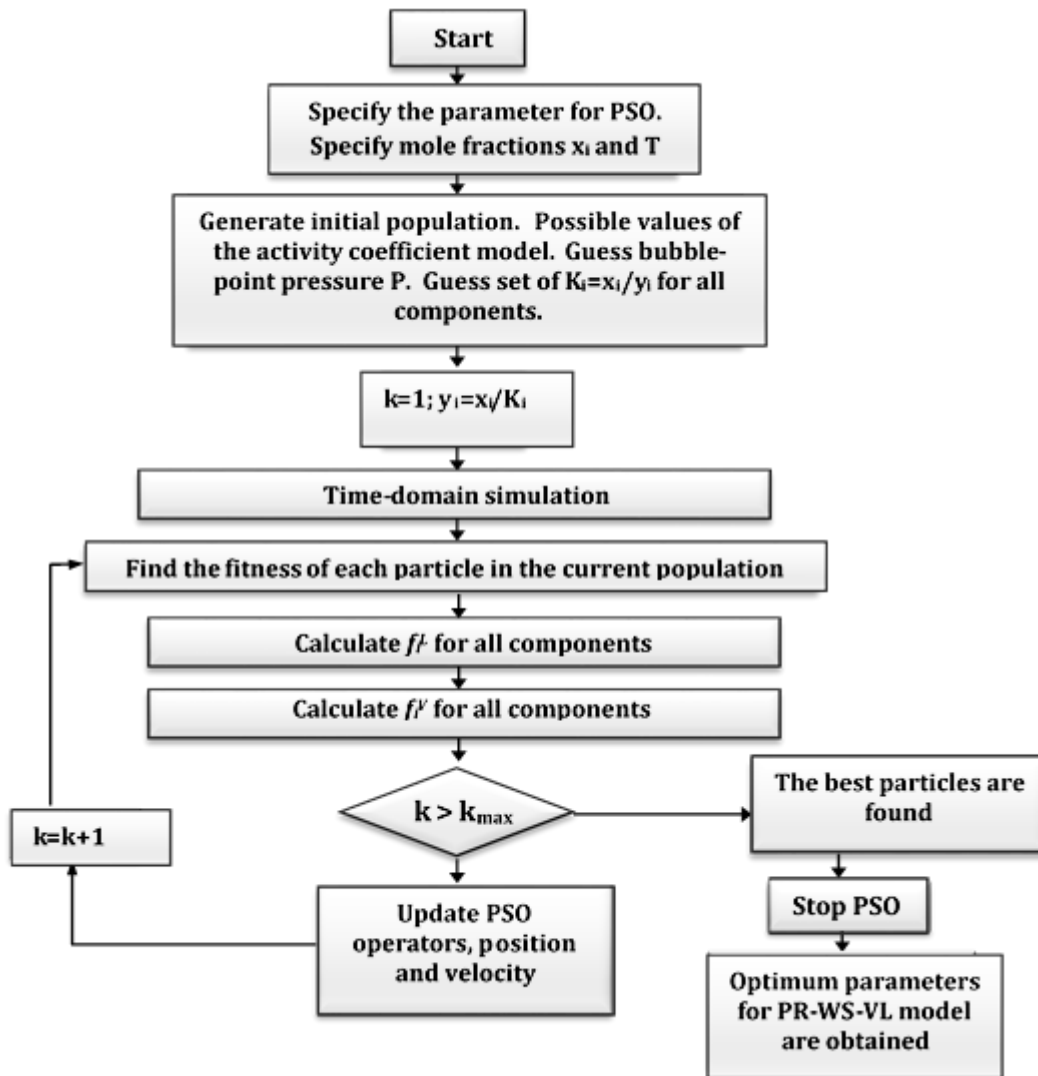 Start
Specify the parameter for PSO.
Specify mole fractions xᵢ and T
Generate initial population. Possible values of
the activity coefficient model. Guess bubble-
point pressure P. Guess set of Kᵢ=xᵢ/yᵢ for all
components.
k=1; yᵢ=xᵢ/Kᵢ
Time-domain simulation
Find the fitness of each particle in the current population
Calculate fᵢᴸ for all components
Calculate fᵢⱽ for all components
k > kmax
The best particles are
found
k=k+1
Update PSO
operators, position
and velocity
Stop PSO
Optimum parameters
for PR-WS-VL model
are obtained